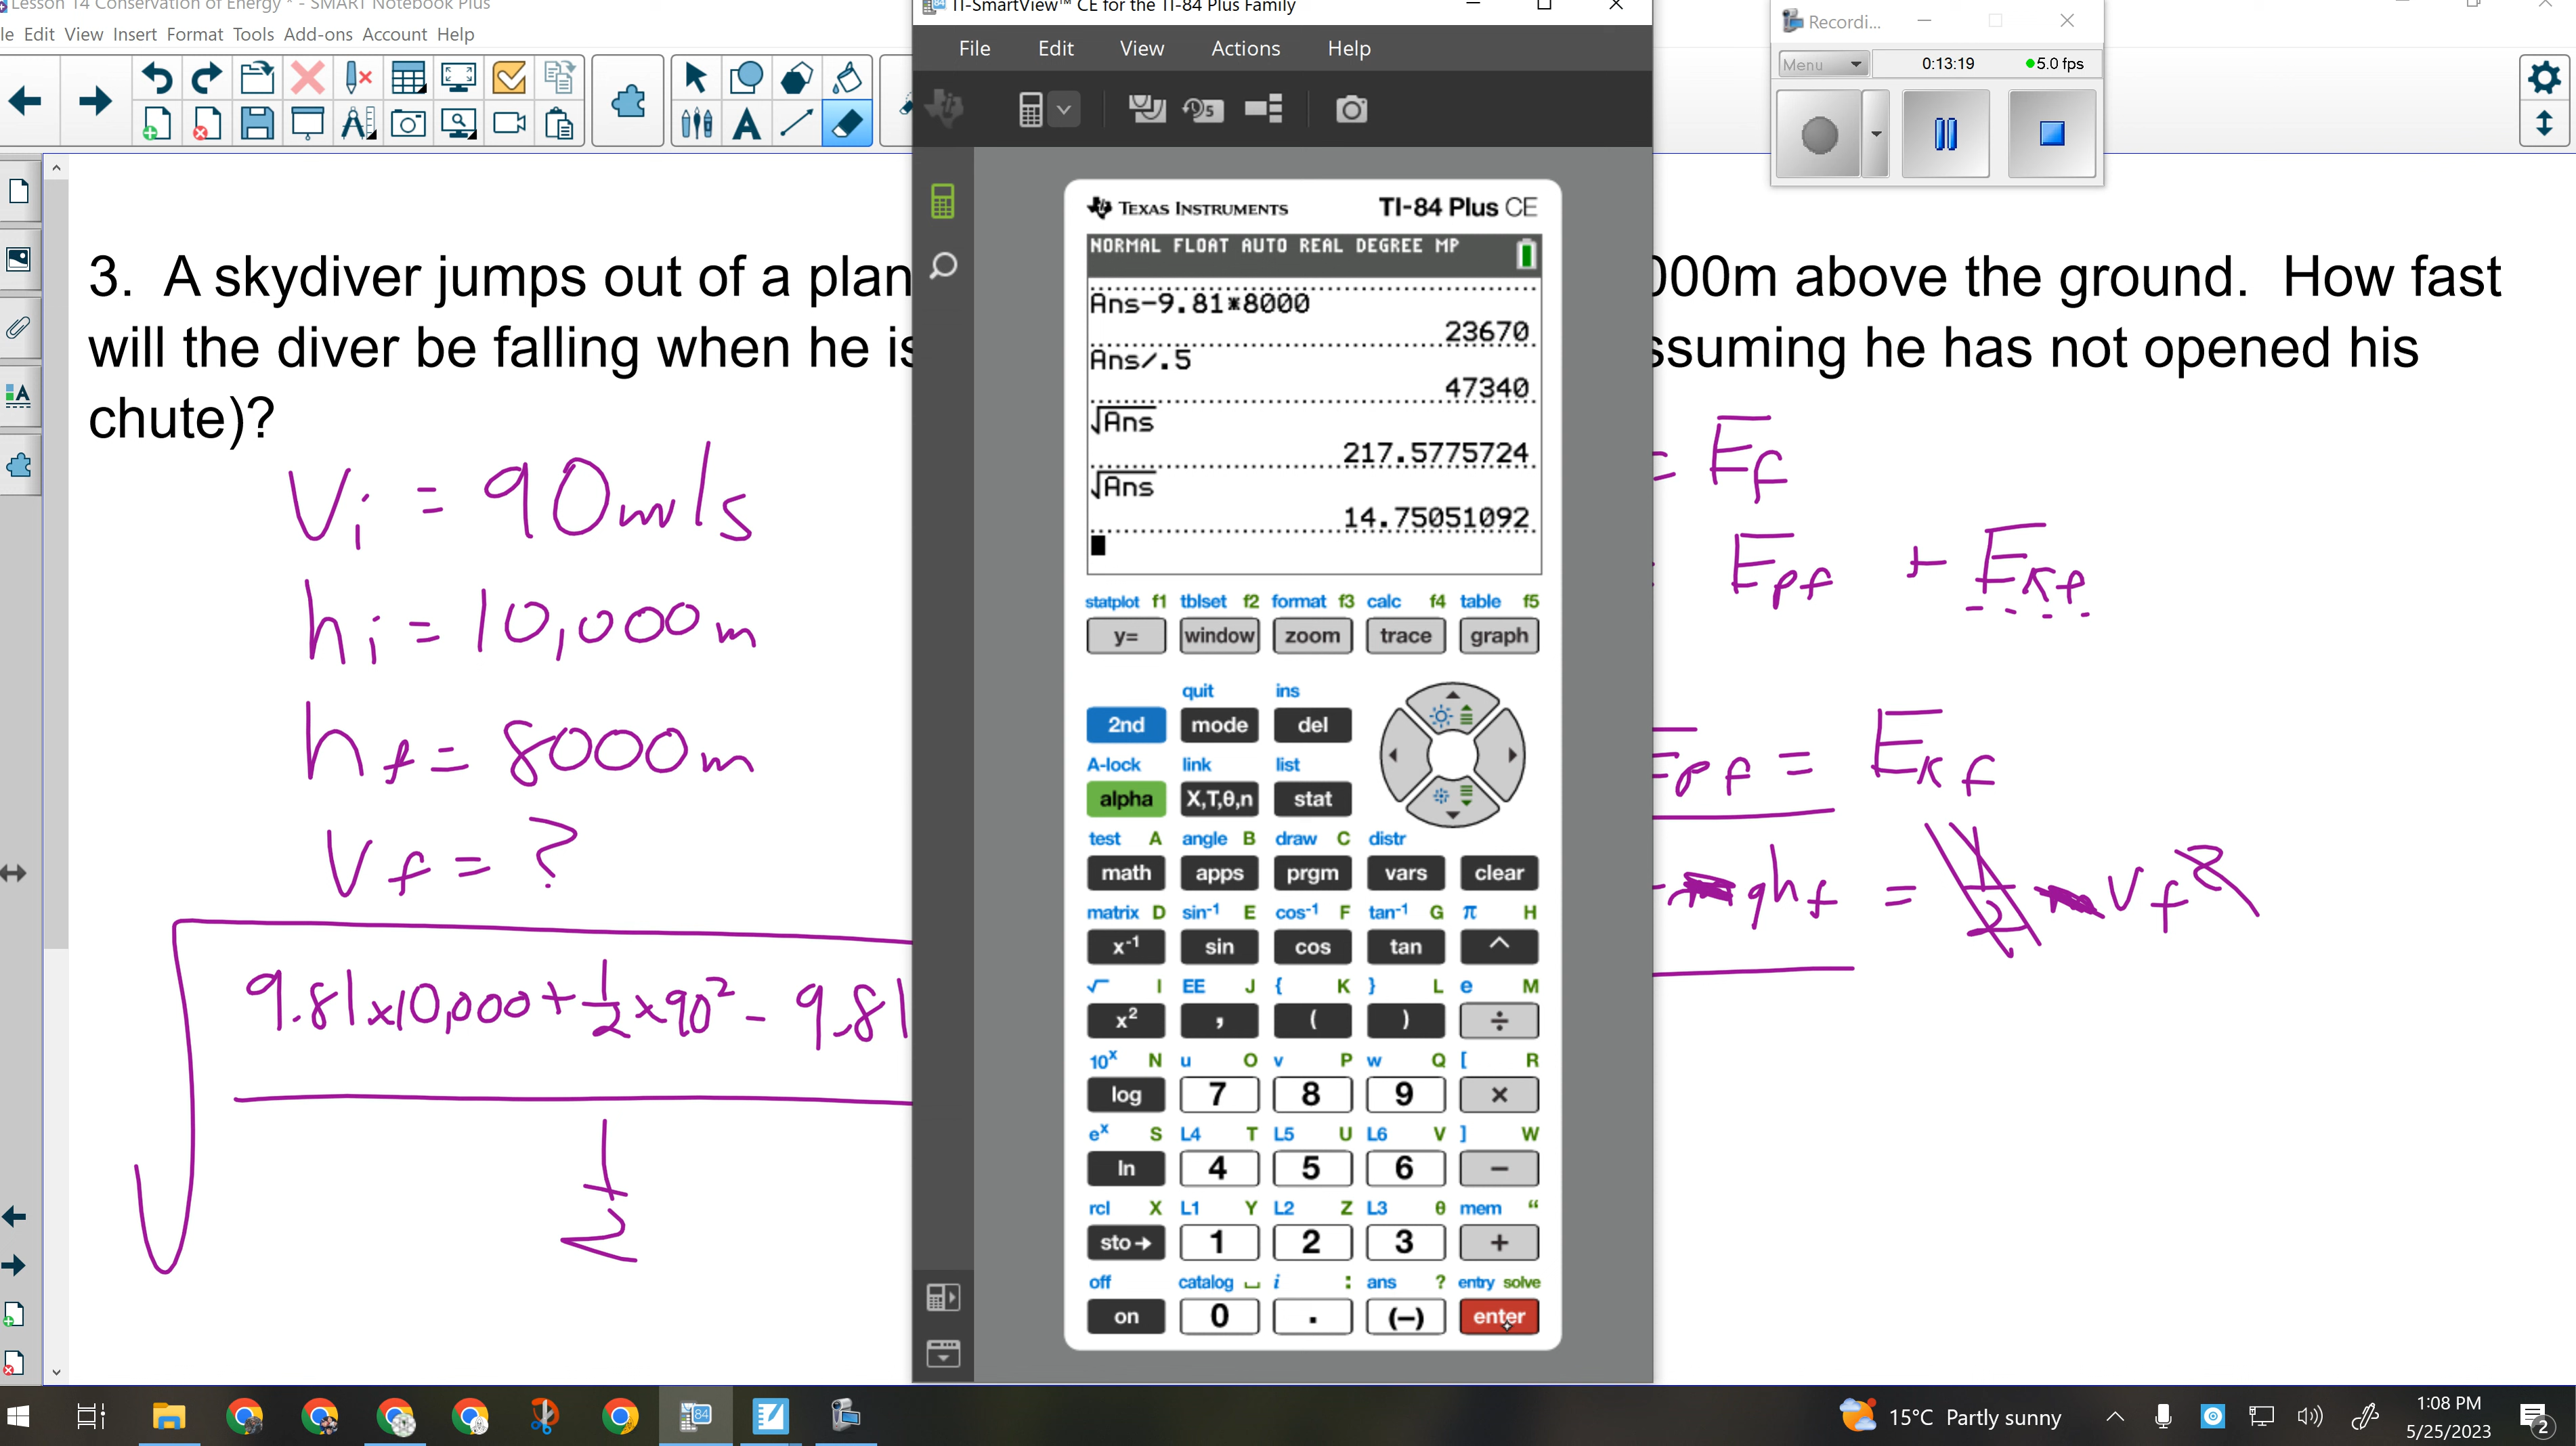 Lesson 14 Conservation of Energy * - SMART Notebook Plus
le Edit View Insert Format Tools Add-ons Account Help
TI-SmartView™ CE for the TI-84 Plus Family
File Edit View Actions Help
Recordi...
Menu 0:13:19 5.0 fps
TEXAS INSTRUMENTS TI-84 Plus CE
NORMAL FLOAT AUTO REAL DEGREE MP
Ans-9.81*8000
23670
Ans/.5
47340
√Ans
217.5775724
√Ans
14.75051092
statplot f1 tblset f2 format f3 calc f4 table f5
y= window zoom trace graph
quit ins
2nd mode del
A-lock link list
alpha X,T,θ,n stat
test A angle B draw C distr
math apps prgm vars clear
matrix D sin⁻¹ E cos⁻¹ F tan⁻¹ G π H
x⁻¹ sin cos tan ^
√ I EE J { K } L e M
x² , ( ) ÷
10ˣ N u O v P w Q [ R
log 7 8 9 ×
eˣ S L4 T L5 U L6 V ] W
ln 4 5 6 −
rcl X L1 Y L2 Z L3 θ mem “
sto→ 1 2 3 +
off catalog ⎵ i : ans ? entry solve
on 0 . (−) enter
3. A skydiver jumps out of a plan 000m above the ground. How fast
will the diver be falling when he is ssuming he has not opened his
chute)?
Vi = 90m/s
hi = 10,000m
hf = 8000m
Vf = ?
√ 9.81x10,000 + 1/2 x 90² - 9.81
1/2
= Ef
Epf + Ekf
Epf = Ekf
- m ghf = 1/2 m vf²
84
15°C Partly sunny
1:08 PM
5/25/2023
2